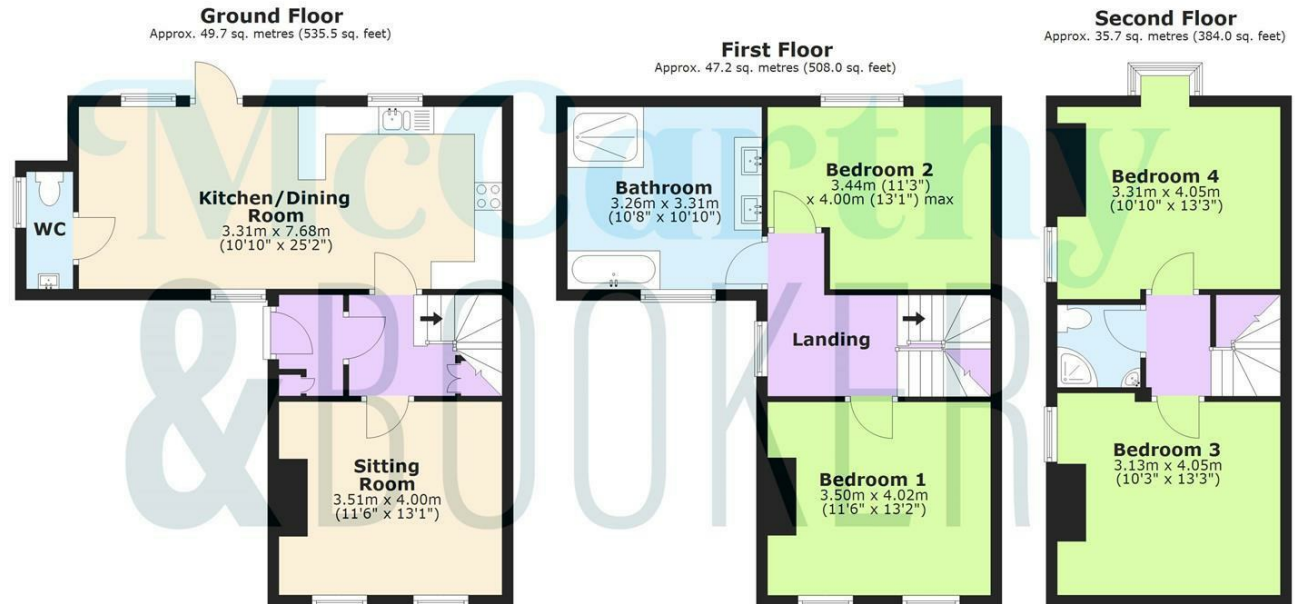 Ground Floor
Approx. 49.7 sq. metres (535.5 sq. feet)
Kitchen/Dining
Room
3.31m x 7.68m
(10'10" x 25'2")
WC
Sitting
Room
3.51m x 4.00m
(11'6" x 13'1")
First Floor
Approx. 47.2 sq. metres (508.0 sq. feet)
Bathroom
3.26m x 3.31m
(10'8" x 10'10")
Bedroom 2
3.44m (11'3")
x 4.00m (13'1") max
Landing
Bedroom 1
3.50m x 4.02m
(11'6" x 13'2")
Second Floor
Approx. 35.7 sq. metres (384.0 sq. feet)
Bedroom 4
3.31m x 4.05m
(10'10" x 13'3")
Bedroom 3
3.13m x 4.05m
(10'3" x 13'3")
McCarthy
&BOOKER